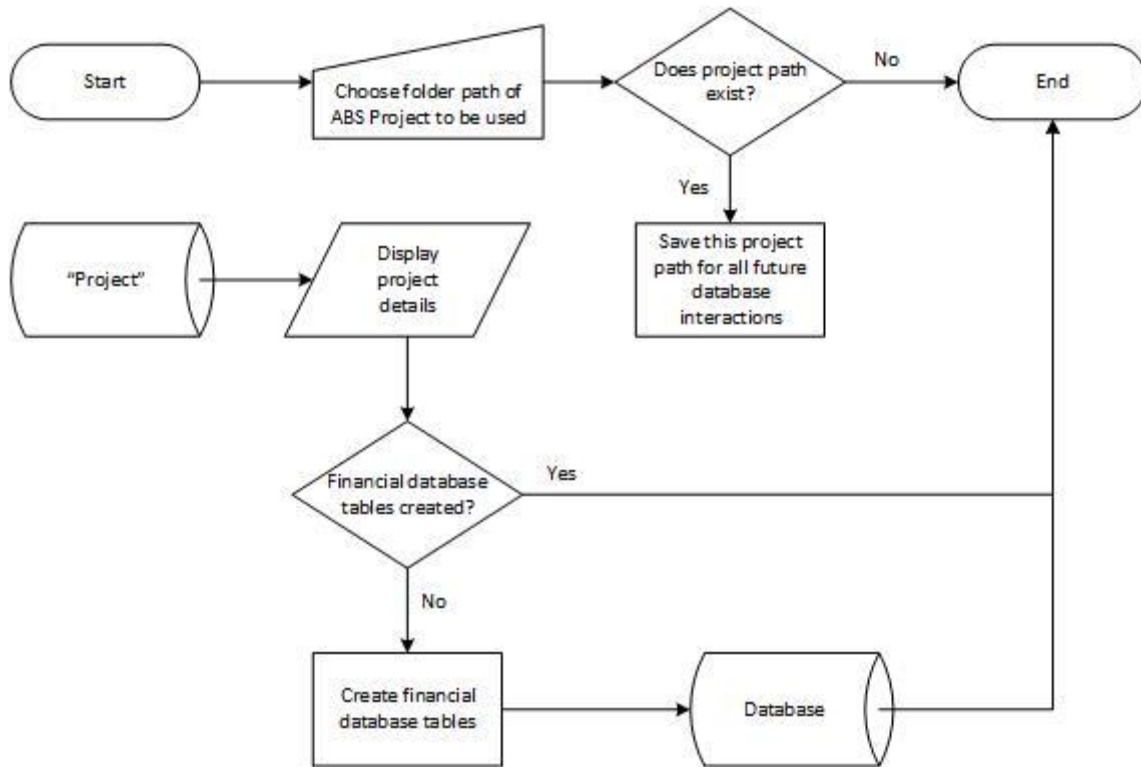 Start
Choose folder path of
ABS Project to be used
Does project path
exist?
No
End
Yes
“Project”
Display
project
details
Save this project
path for all future
database
interactions
Financial database
tables created?
Yes
No
Create financial
database tables
Database